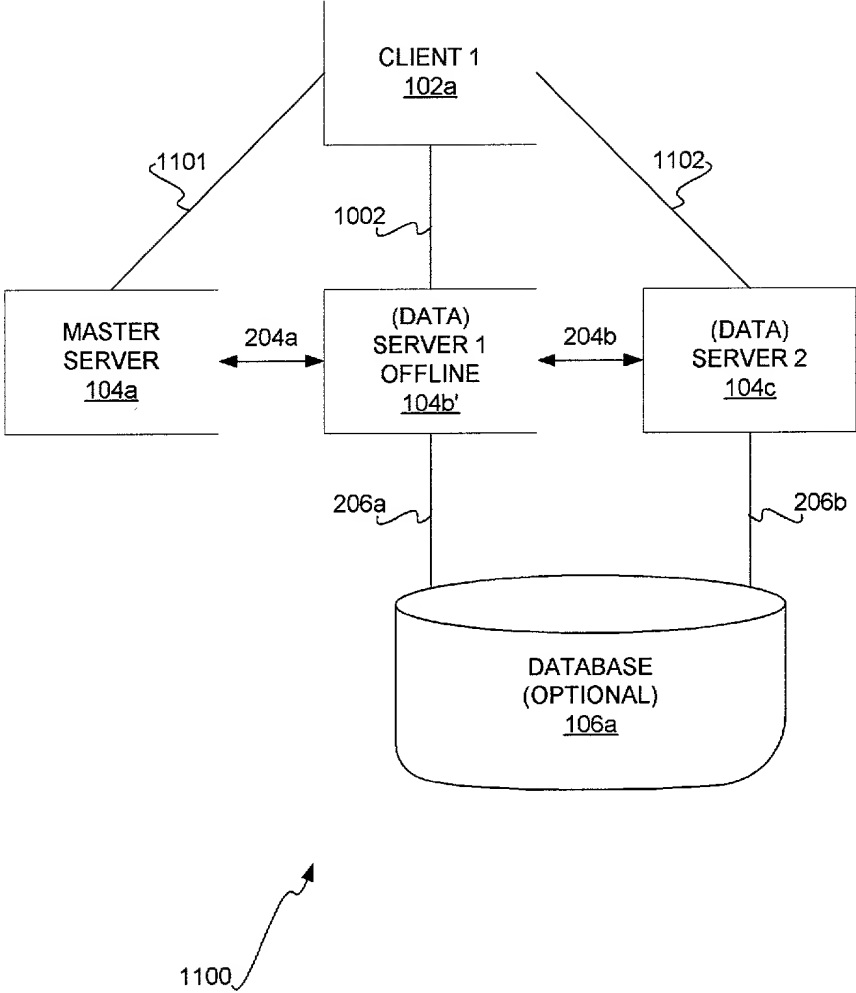 CLIENT 1
102a
1101
1002
1102
MASTER
SERVER
104a
204a
(DATA)
SERVER 1
OFFLINE
104b'
204b
(DATA)
SERVER 2
104c
206a
206b
DATABASE
(OPTIONAL)
106a
1100